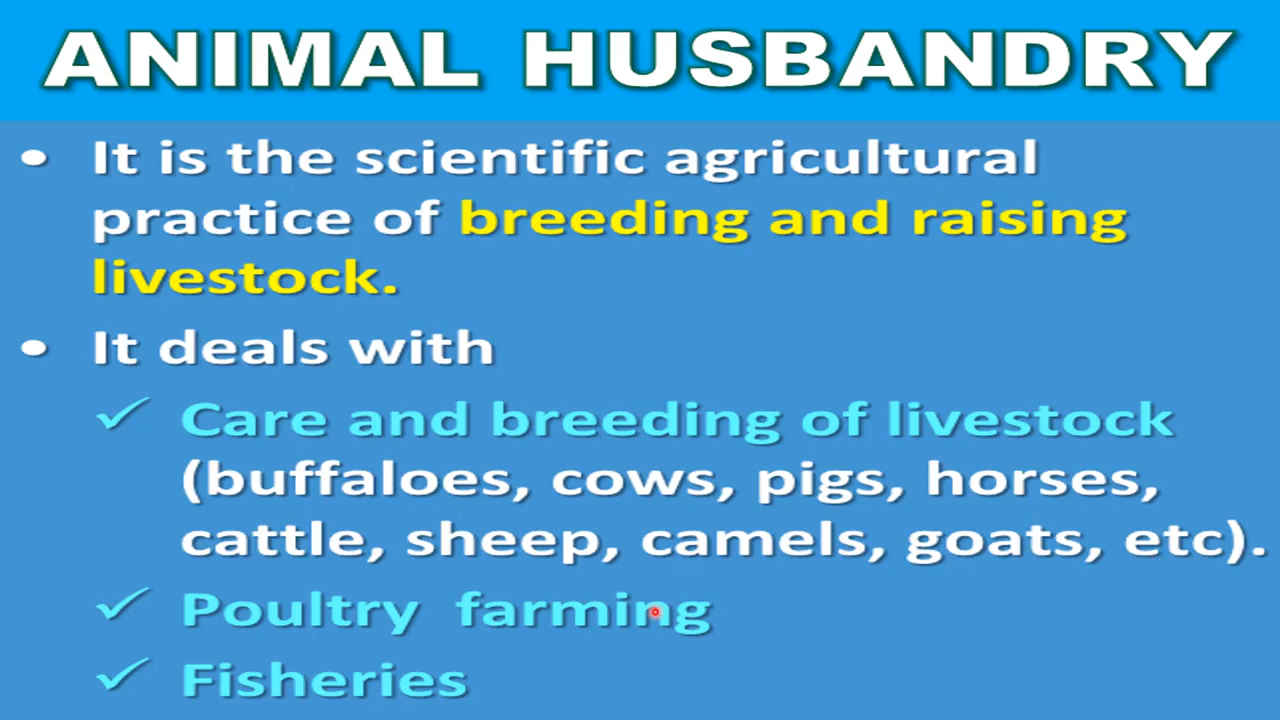 ANIMAL HUSBANDRY
• It is the scientific agricultural
practice of breeding and raising
livestock.
• It deals with
✓ Care and breeding of livestock
(buffaloes, cows, pigs, horses,
cattle, sheep, camels, goats, etc).
✓ Poultry farming
✓ Fisheries